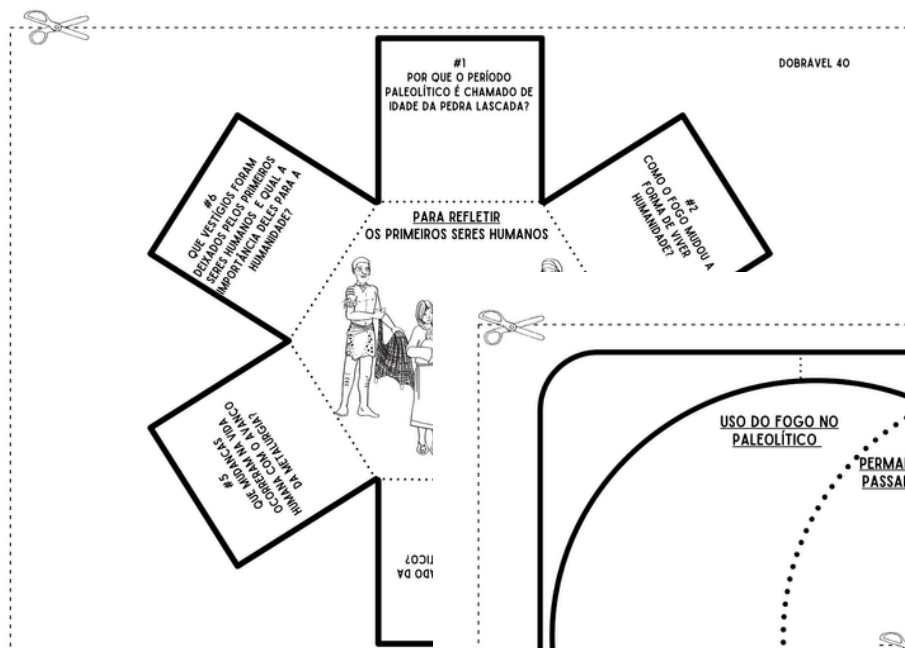 DOBRÁVEL 40
#1
POR QUE O PERÍODO
PALEOLÍTICO É CHAMADO DE
IDADE DA PEDRA LASCADA?
#2
COMO O FOGO MUDOU A
FORMA DE VIVER
HUMANIDADE?
#6
QUE VESTÍGIOS FORAM
DEIXADOS PELOS PRIMEIROS
SERES HUMANOS E QUAL A
IMPORTÂNCIA DELES PARA A
HUMANIDADE?
PARA REFLETIR
OS PRIMEIROS SERES HUMANOS
#5
QUE MUDANCAS
OCORRERAM NA VIDA
HUMANA COM O AVANCO
DA METALURGIA?
USO DO FOGO NO
PALEOLÍTICO